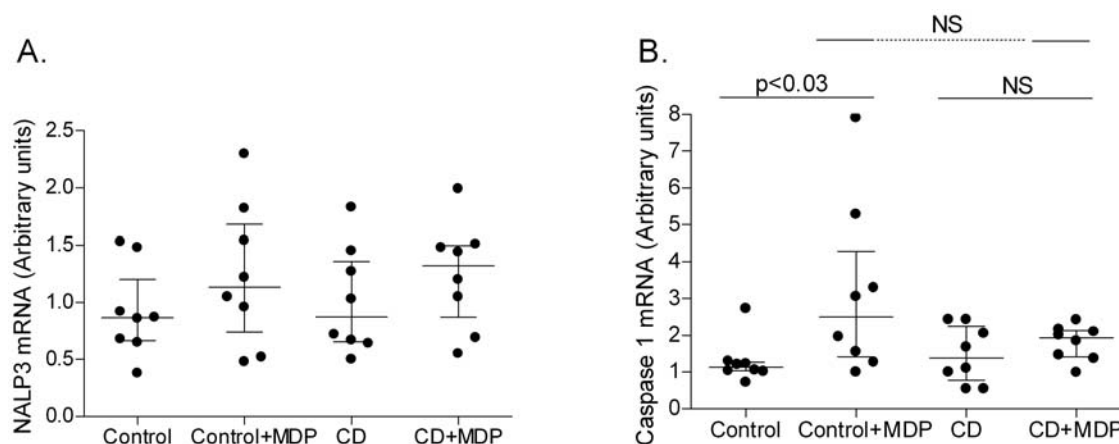 A.
NALP3 mRNA (Arbitrary units)
2.5
2.0
1.5
1.0
0.5
0.0
Control
Control+MDP
CD
CD+MDP
B.
NS
p<0.03
NS
Caspase 1 mRNA (Arbitrary units)
8
7
6
5
4
3
2
1
0
Control
Control+MDP
CD
CD+MDP